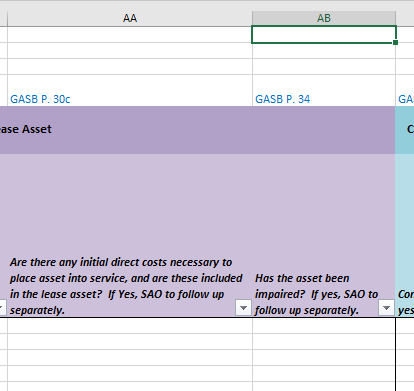 AA AB
GASB P. 30c GASB P. 34
ease Asset
Are there any initial direct costs necessary to
place asset into service, and are these included
in the lease asset?  If Yes, SAO to follow up
separately.
Has the asset been
impaired?  If yes, SAO to
follow up separately.